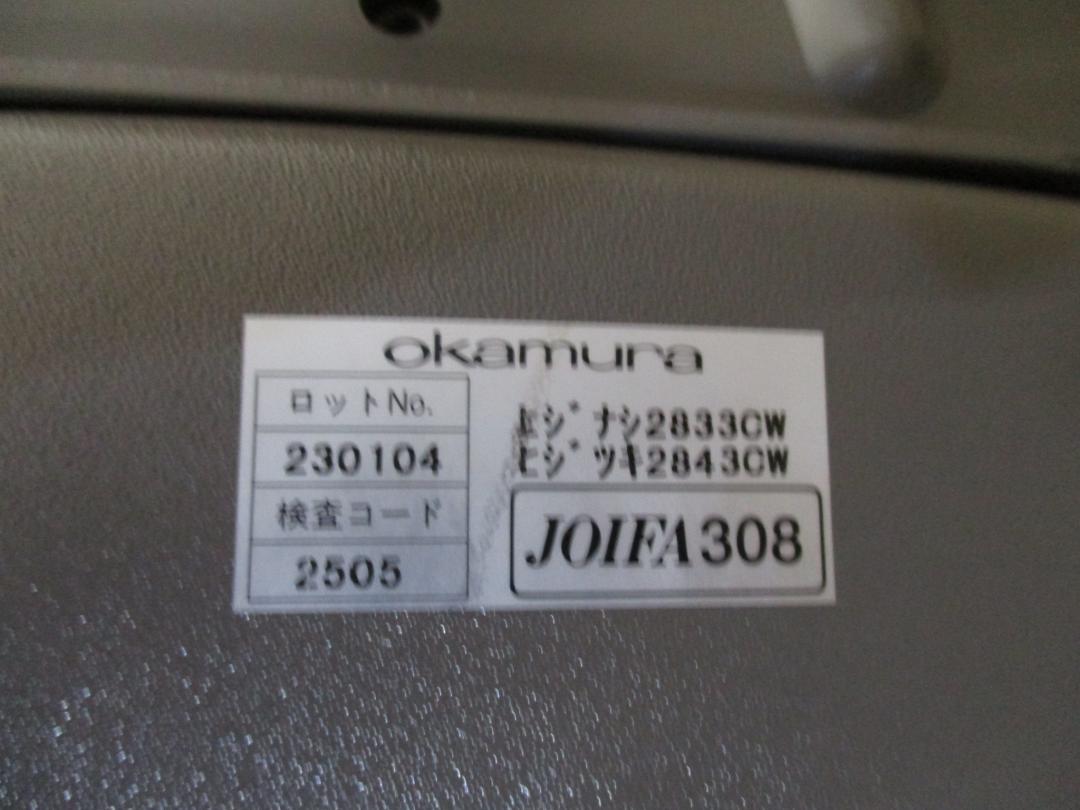 okamura
ロットNo.
230104
検査コード
2505
ﾋｼﾞﾅｼ2833CW
ﾋｼﾞﾂｷ2843CW
JOIFA308